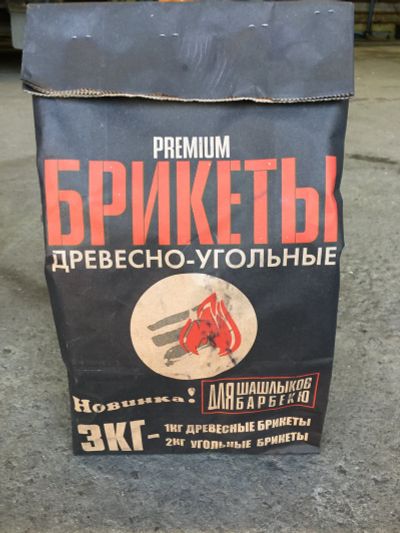 PREMIUM
БРИКЕТЫ
ДРЕВЕСНО-УГОЛЬНЫЕ
Новинка!
ДЛЯ ШАШЛЫКОВ
БАРБЕКЮ
3КГ-
1КГ ДРЕВЕСНЫЕ БРИКЕТЫ
2КГ УГОЛЬНЫЕ БРИКЕТЫ